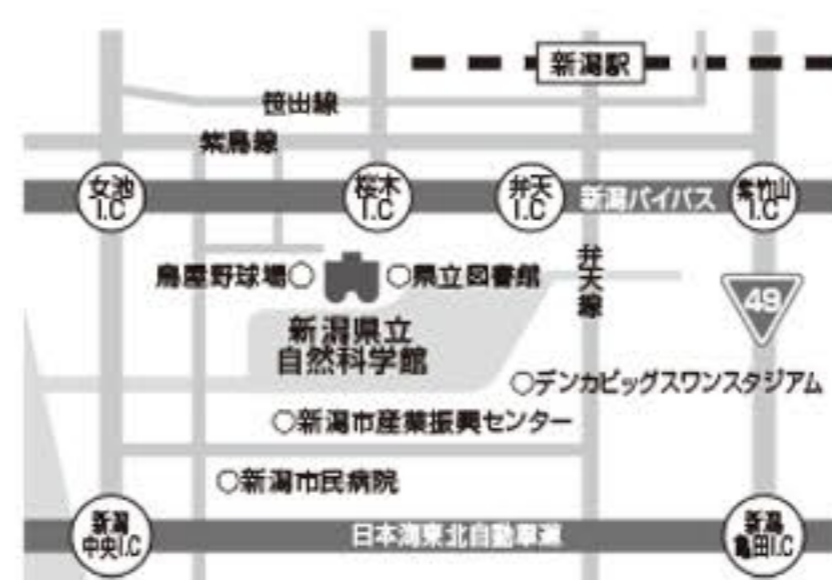 新潟駅
笹出線
紫鳥線
女池
I.C
桜木
I.C
弁天
I.C
新潟バイパス
紫竹山
I.C
鳥屋野球場
県立図書館
弁天線
49
新潟県立
自然科学館
デンカビッグスワンスタジアム
新潟市産業振興センター
新潟市民病院
新潟
中央I.C
日本海東北自動車道
新潟
亀田I.C